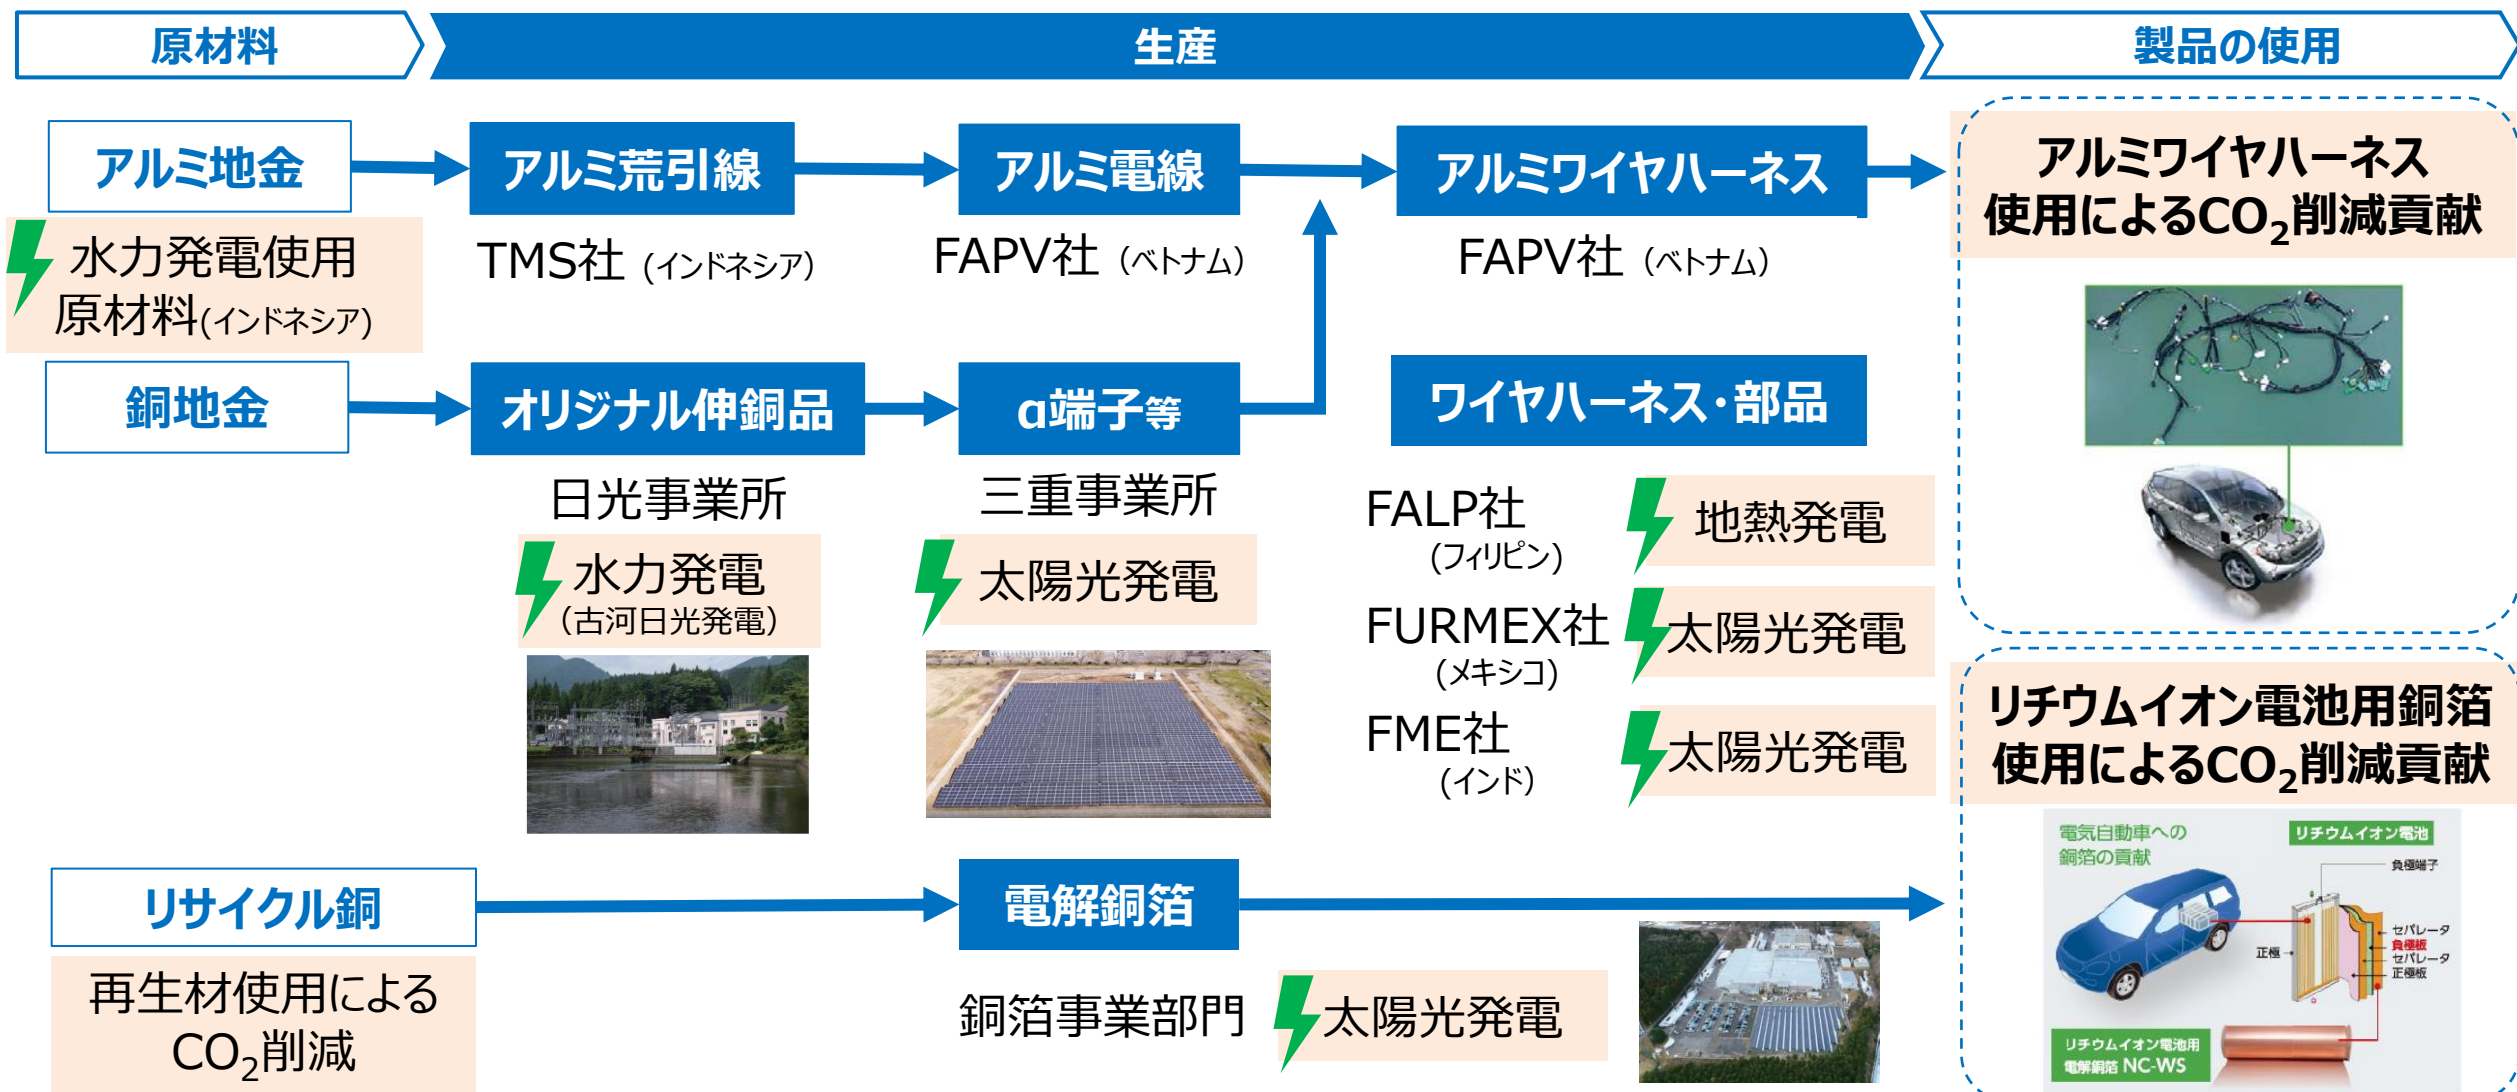 原材料
生産
製品の使用
アルミ地金
アルミ荒引線
アルミ電線
アルミワイヤハーネス
水力発電使用
原材料(インドネシア)
TMS社 (インドネシア)
FAPV社 (ベトナム)
FAPV社 (ベトナム)
銅地金
オリジナル伸銅品
α端子等
ワイヤハーネス・部品
日光事業所
水力発電
(古河日光発電)
三重事業所
太陽光発電
FALP社
(フィリピン)
地熱発電
FURMEX社
(メキシコ)
太陽光発電
FME社
(インド)
太陽光発電
リサイクル銅
電解銅箔
再生材使用による
CO₂削減
銅箔事業部門
太陽光発電
アルミワイヤハーネス
使用によるCO₂削減貢献
リチウムイオン電池用銅箔
使用によるCO₂削減貢献
電気自動車への
銅箔の貢献
リチウムイオン電池
負極端子
セパレータ
負極板
セパレータ
正極板
正極
リチウムイオン電池用
電解銅箔 NC-WS